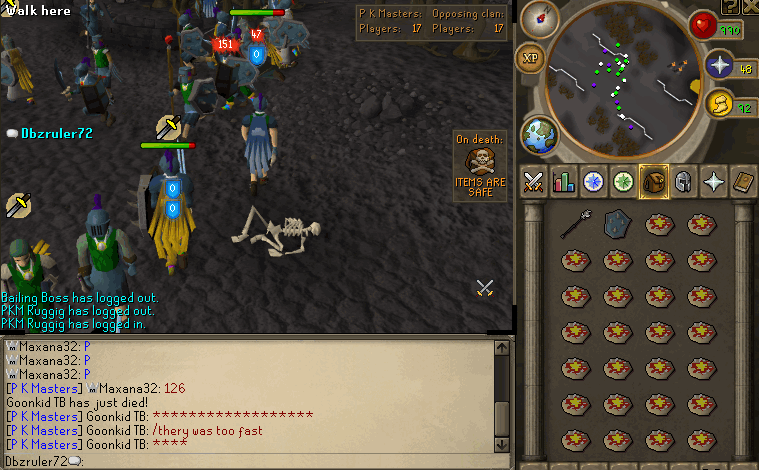 Walk here
P K Masters: Opposing clan:
Players: 17 Players: 17
151
47
0
Dbzruler72
0
0
On death:
ITEMS ARE
SAFE
Bailing Boss has logged out.
PKM Ruggig has logged out.
PKM Ruggig has logged in.
Maxana32: P
Maxana32: P
Maxana32: P
[P K Masters] Maxana32: 126
Goonkid TB has just died!
[P K Masters] Goonkid TB: ******************
[P K Masters] Goonkid TB: /thery was too fast
[P K Masters] Goonkid TB: ****
Dbzruler72:
XP
990
48
92
?